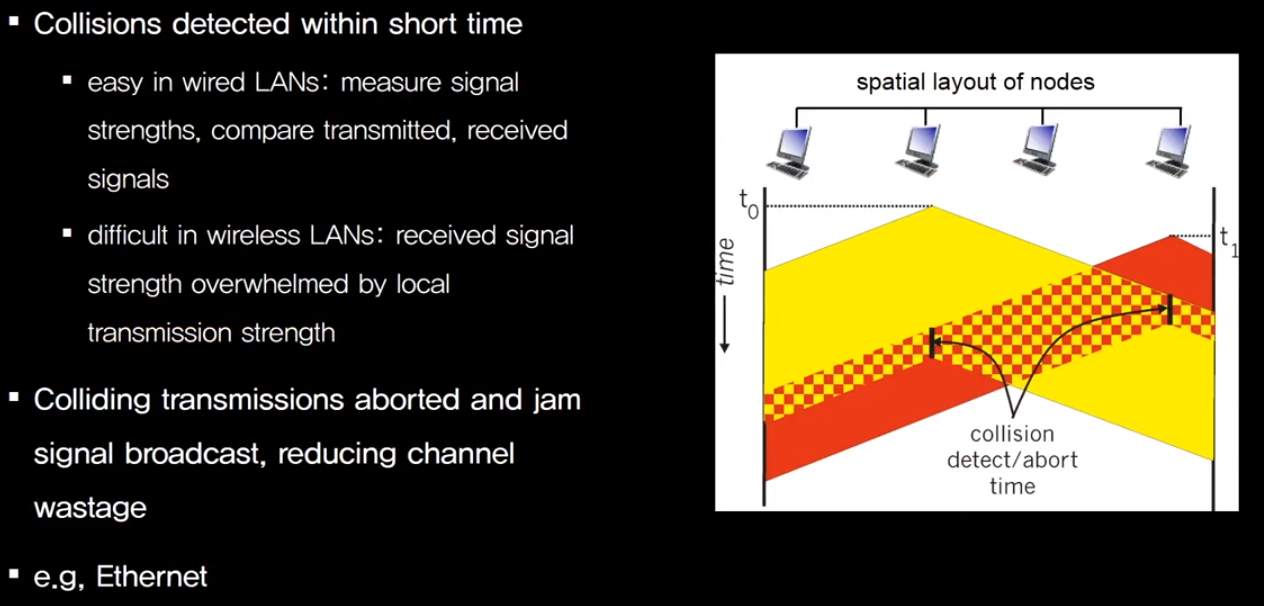 ▪ Collisions detected within short time
▪ easy in wired LANs: measure signal
strengths, compare transmitted, received
signals
▪ difficult in wireless LANs: received signal
strength overwhelmed by local
transmission strength
▪ Colliding transmissions aborted and jam
signal broadcast, reducing channel
wastage
▪ e.g, Ethernet
spatial layout of nodes
t0
t1
time
collision
detect/abort
time